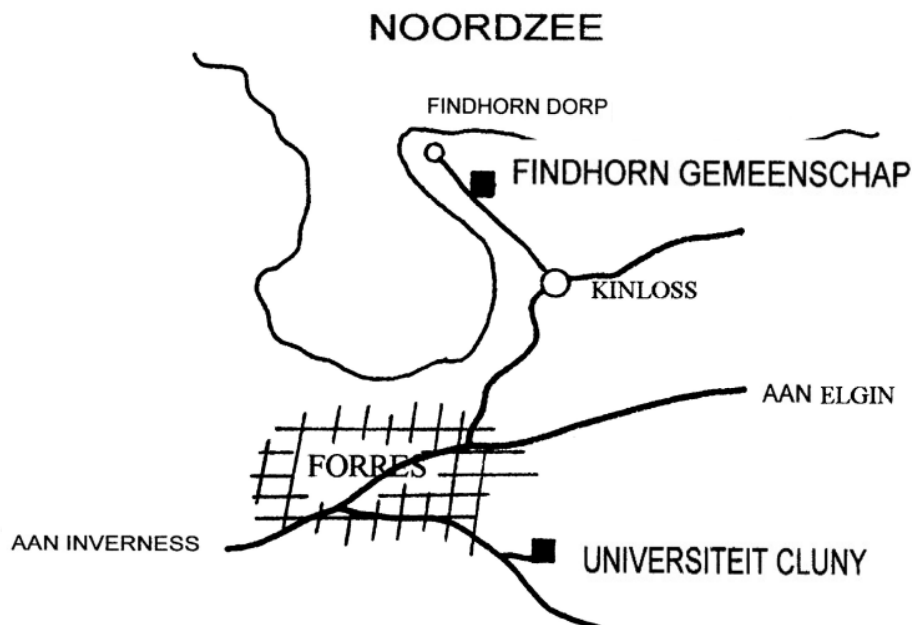 NOORDZEE
FINDHORN DORP
FINDHORN GEMEENSCHAP
KINLOSS
AAN ELGIN
FORRES
AAN INVERNESS
UNIVERSITEIT CLUNY